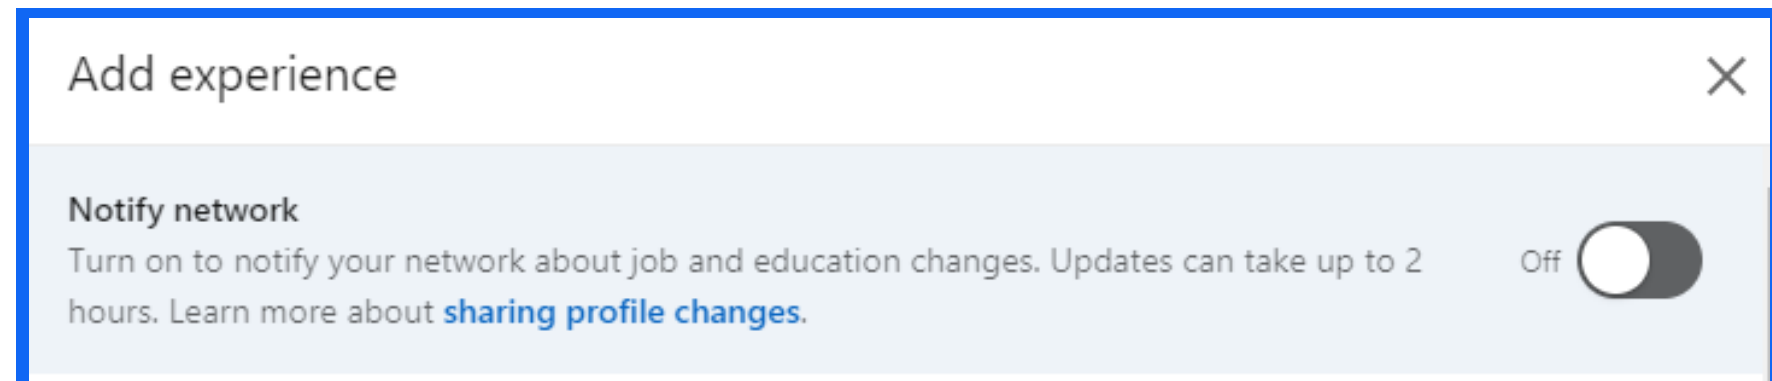 Add experience
Notify network
Turn on to notify your network about job and education changes. Updates can take up to 2
Off
hours. Learn more about sharing profile changes.